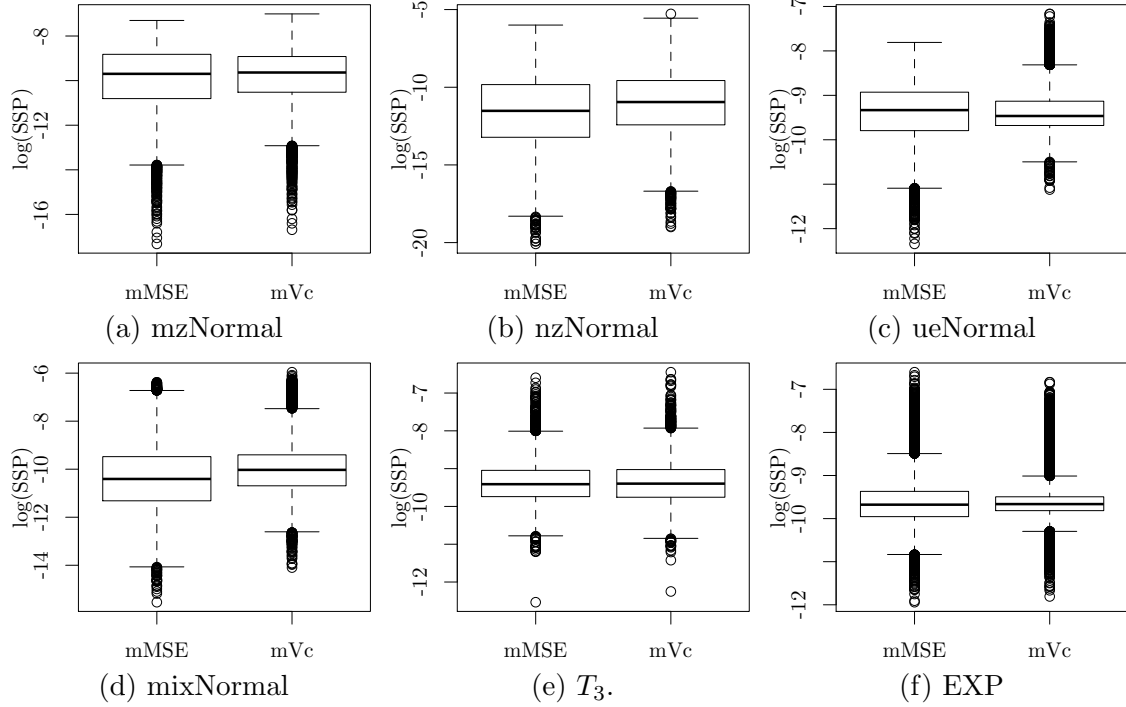 -8
-12
-16
log(SSP)
mMSE
mVc
(a) mzNormal
-5
-10
-15
-20
log(SSP)
mMSE
mVc
(b) nzNormal
-7
-8
-9
-10
-12
log(SSP)
mMSE
mVc
(c) ueNormal
-6
-8
-10
-12
-14
log(SSP)
mMSE
mVc
(d) mixNormal
-7
-8
-9
-10
-12
log(SSP)
mMSE
mVc
(e) T₃.
-7
-8
-9
-10
-12
log(SSP)
mMSE
mVc
(f) EXP